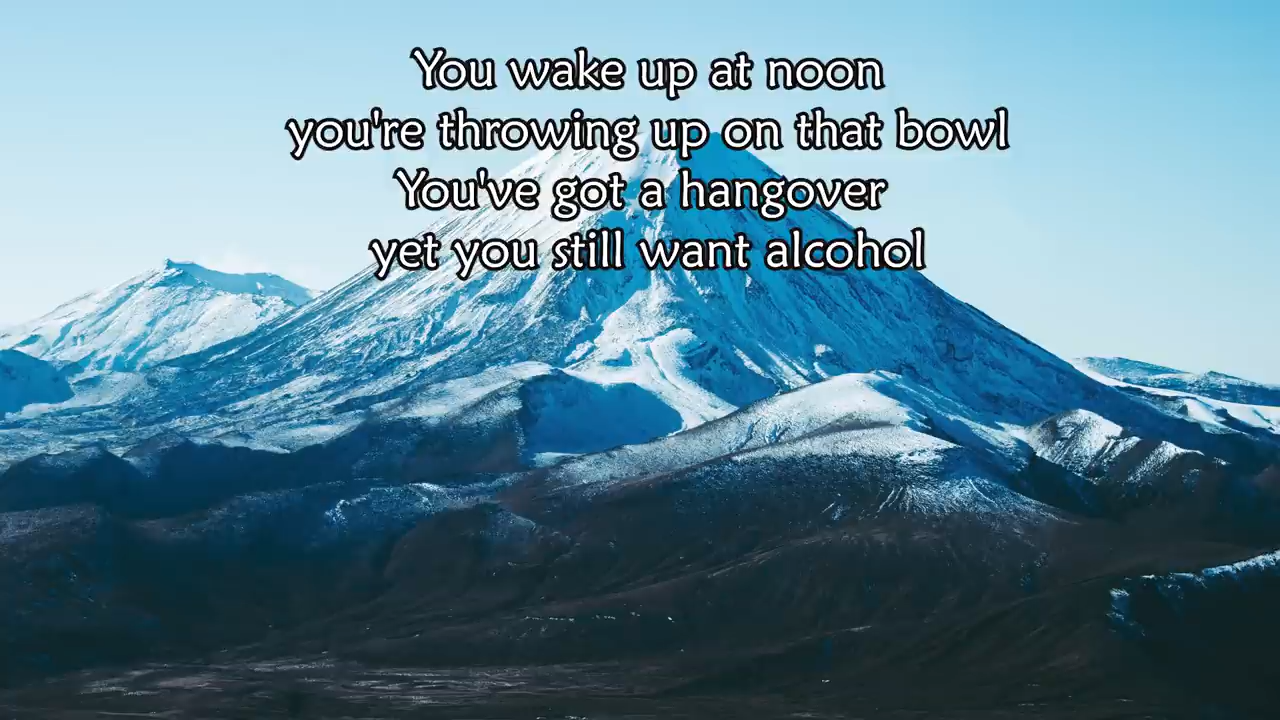 You wake up at noon
you're throwing up on that bowl
You've got a hangover
yet you still want alcohol